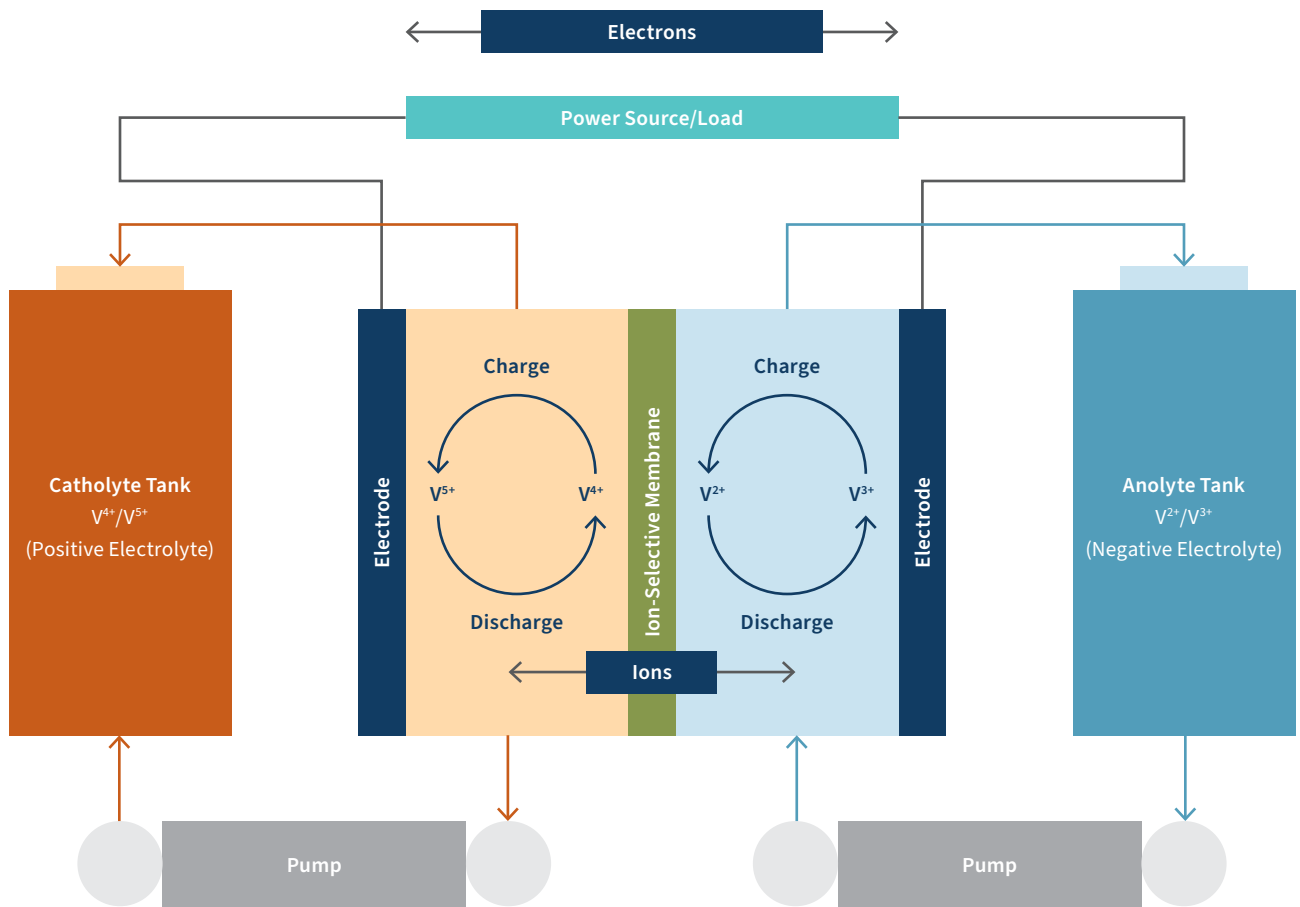 Electrons
Power Source/Load
Catholyte Tank
V⁴⁺/V⁵⁺
(Positive Electrolyte)
Electrode
Charge
V⁵⁺
V⁴⁺
Discharge
Ion-Selective Membrane
Charge
V²⁺
V³⁺
Discharge
Ions
Electrode
Anolyte Tank
V²⁺/V³⁺
(Negative Electrolyte)
Pump
Pump